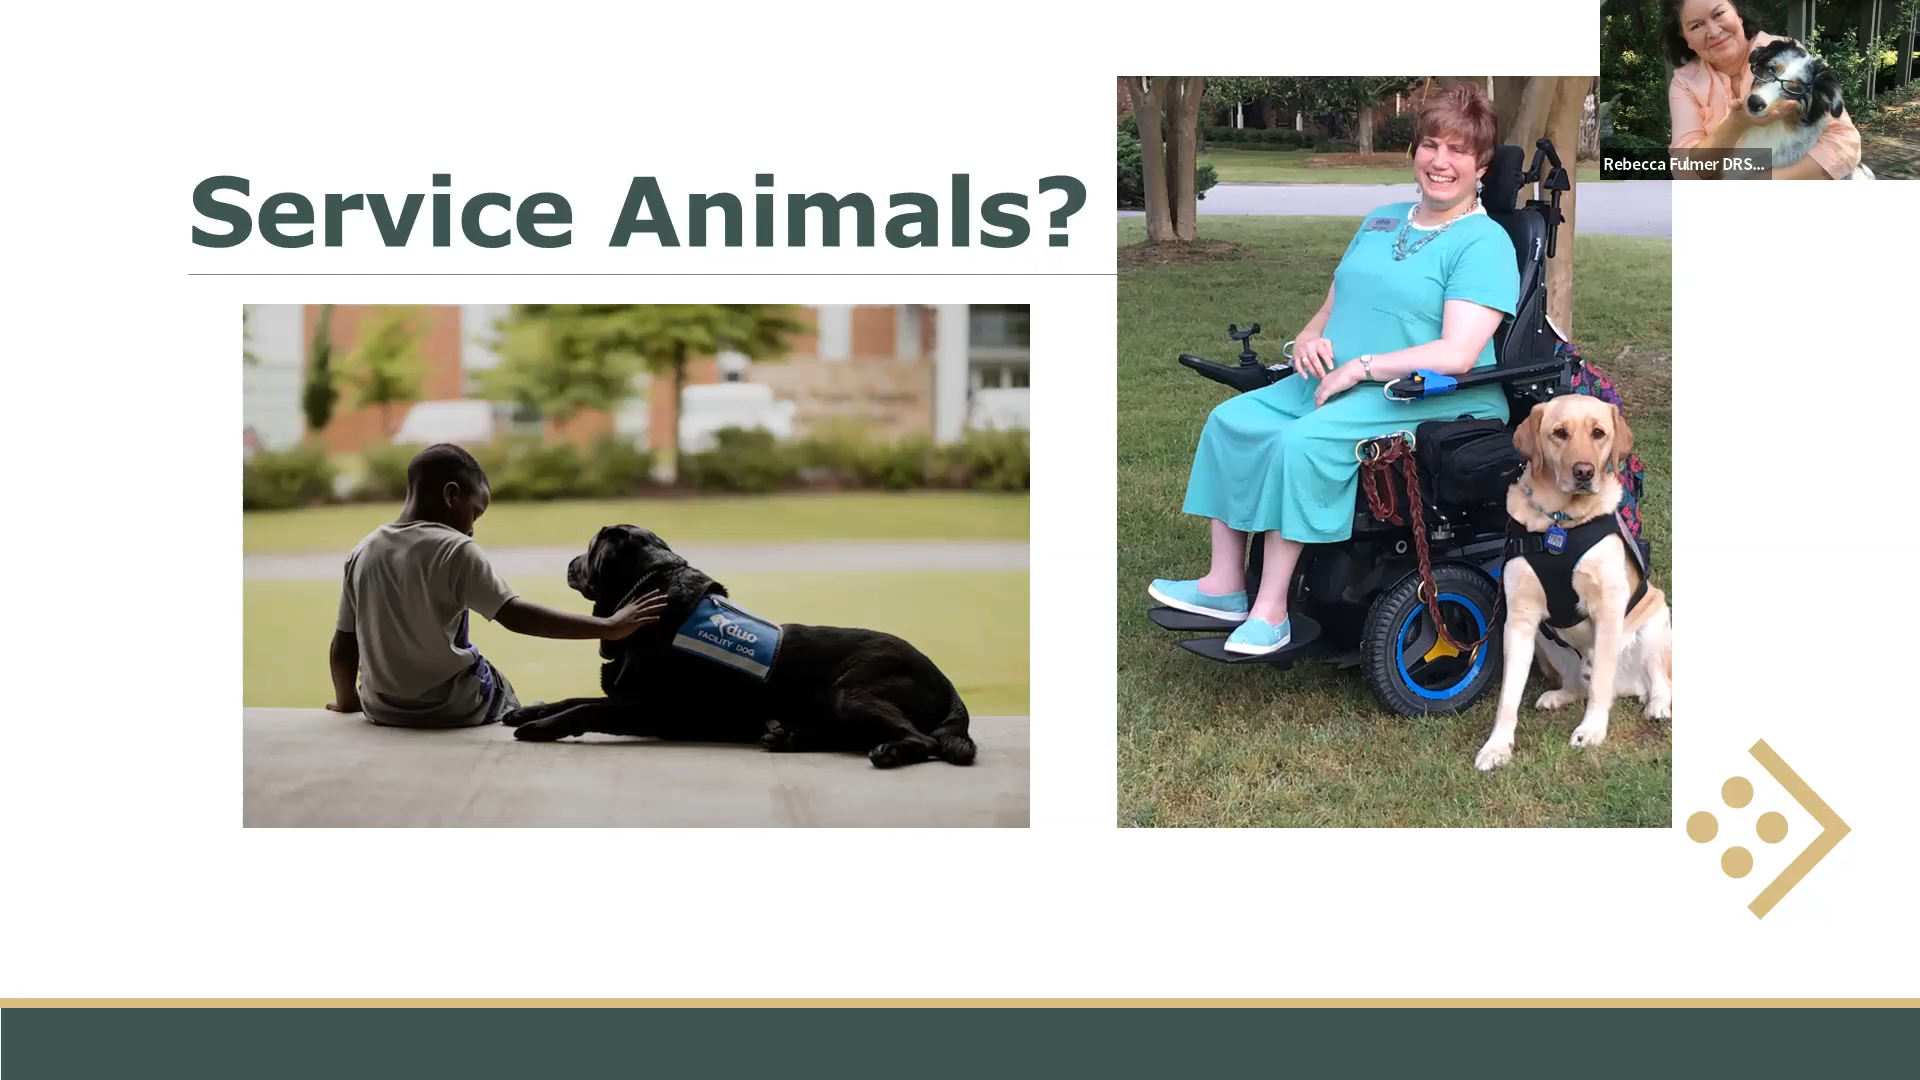 Service Animals?
Rebecca Fulmer DRS...
duo
FACILITY DOG